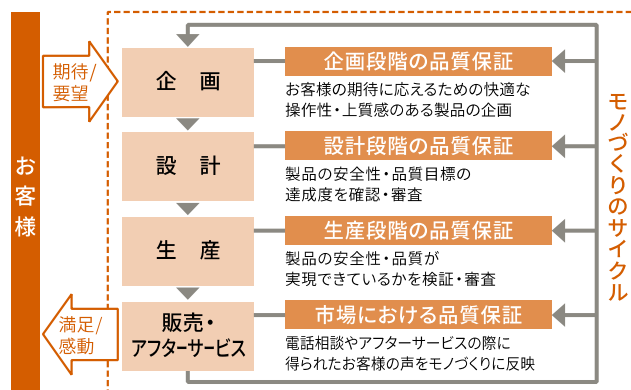 お客様
期待/
要望
企 画
企画段階の品質保証
お客様の期待に応えるための快適な
操作性・上質感のある製品の企画
設 計
設計段階の品質保証
製品の安全性・品質目標の
達成度を確認・審査
生 産
生産段階の品質保証
製品の安全性・品質が
実現できているかを検証・審査
満足/
感動
販売・
アフターサービス
市場における品質保証
電話相談やアフターサービスの際に
得られたお客様の声をモノづくりに反映
モノづくりのサイクル